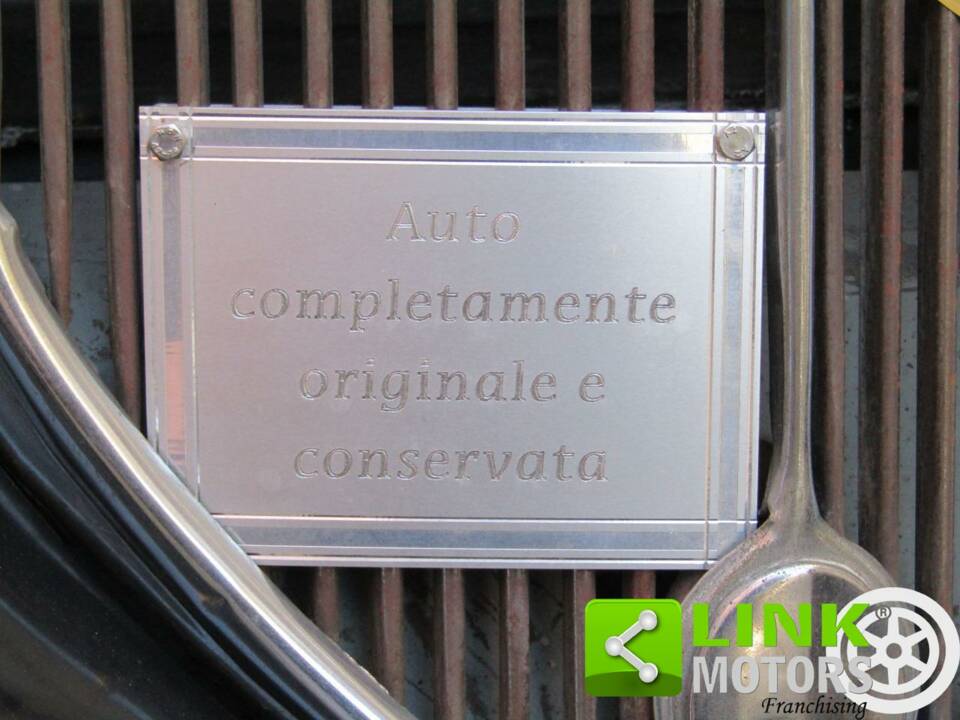 Auto
completamente
originale e
conservata
LINK®
MOTORS
Franchising